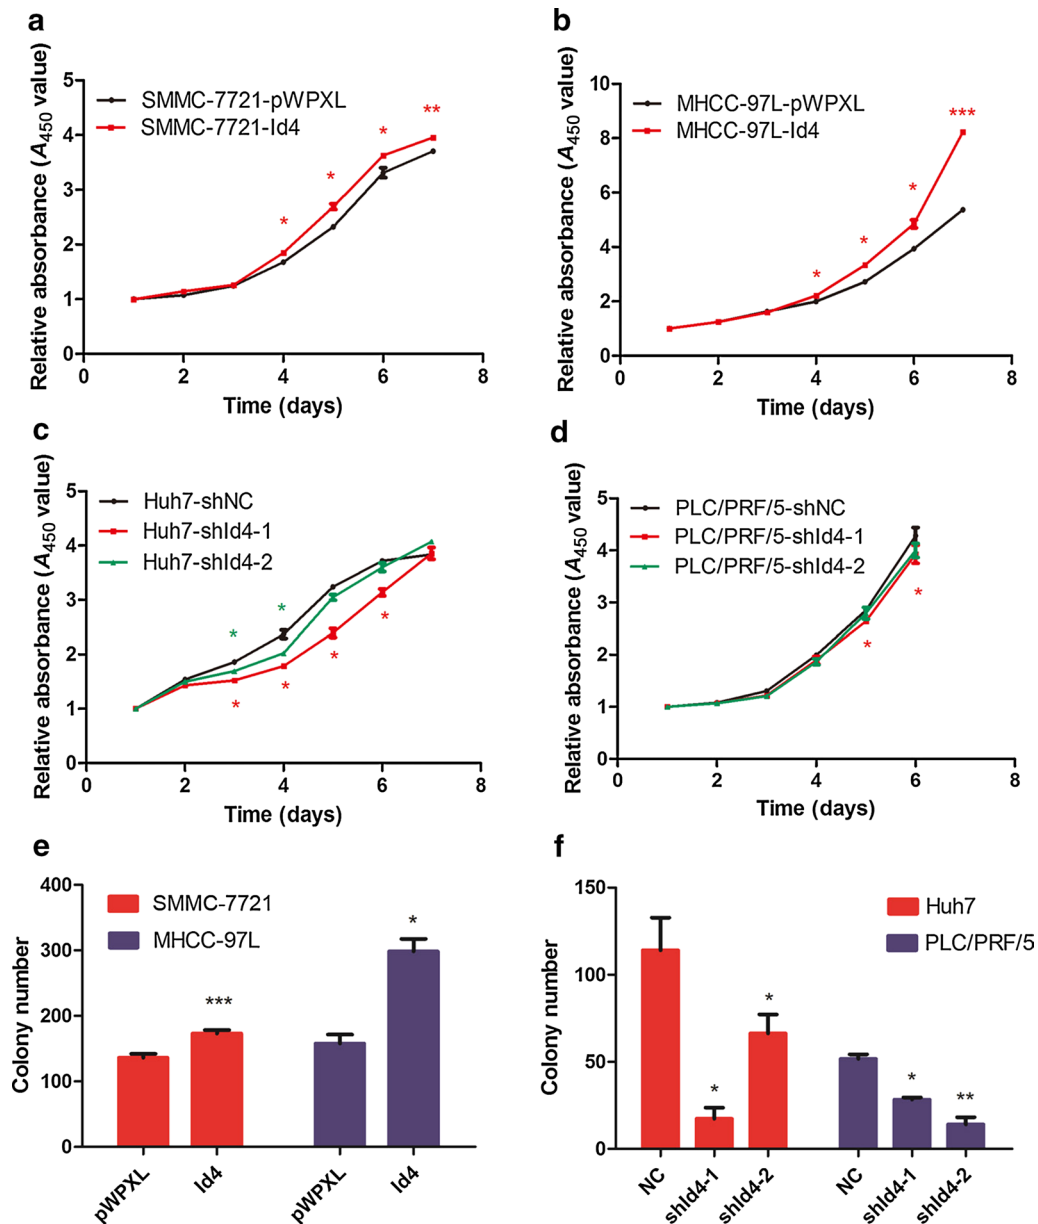 a
Relative absorbance (A450 value)
5
4
3
2
1
0
SMMC-7721-pWPXL
SMMC-7721-Id4
*
*
*
**
0
2
4
6
8
Time (days)
b
Relative absorbance (A450 value)
10
8
6
4
2
0
MHCC-97L-pWPXL
MHCC-97L-Id4
*
*
*
***
0
2
4
6
8
Time (days)
c
Relative absorbance (A450 value)
5
4
3
2
1
0
Huh7-shNC
Huh7-shId4-1
Huh7-shId4-2
*
*
*
*
*
*
0
2
4
6
8
Time (days)
d
Relative absorbance (A450 value)
5
4
3
2
1
0
PLC/PRF/5-shNC
PLC/PRF/5-shId4-1
PLC/PRF/5-shId4-2
*
*
0
2
4
6
8
Time (days)
e
Colony number
400
300
200
100
0
SMMC-7721
MHCC-97L
***
*
pWPXL
Id4
pWPXL
Id4
f
Colony number
150
100
50
0
Huh7
PLC/PRF/5
*
*
*
**
NC
shId4-1
shId4-2
NC
shId4-1
shId4-2